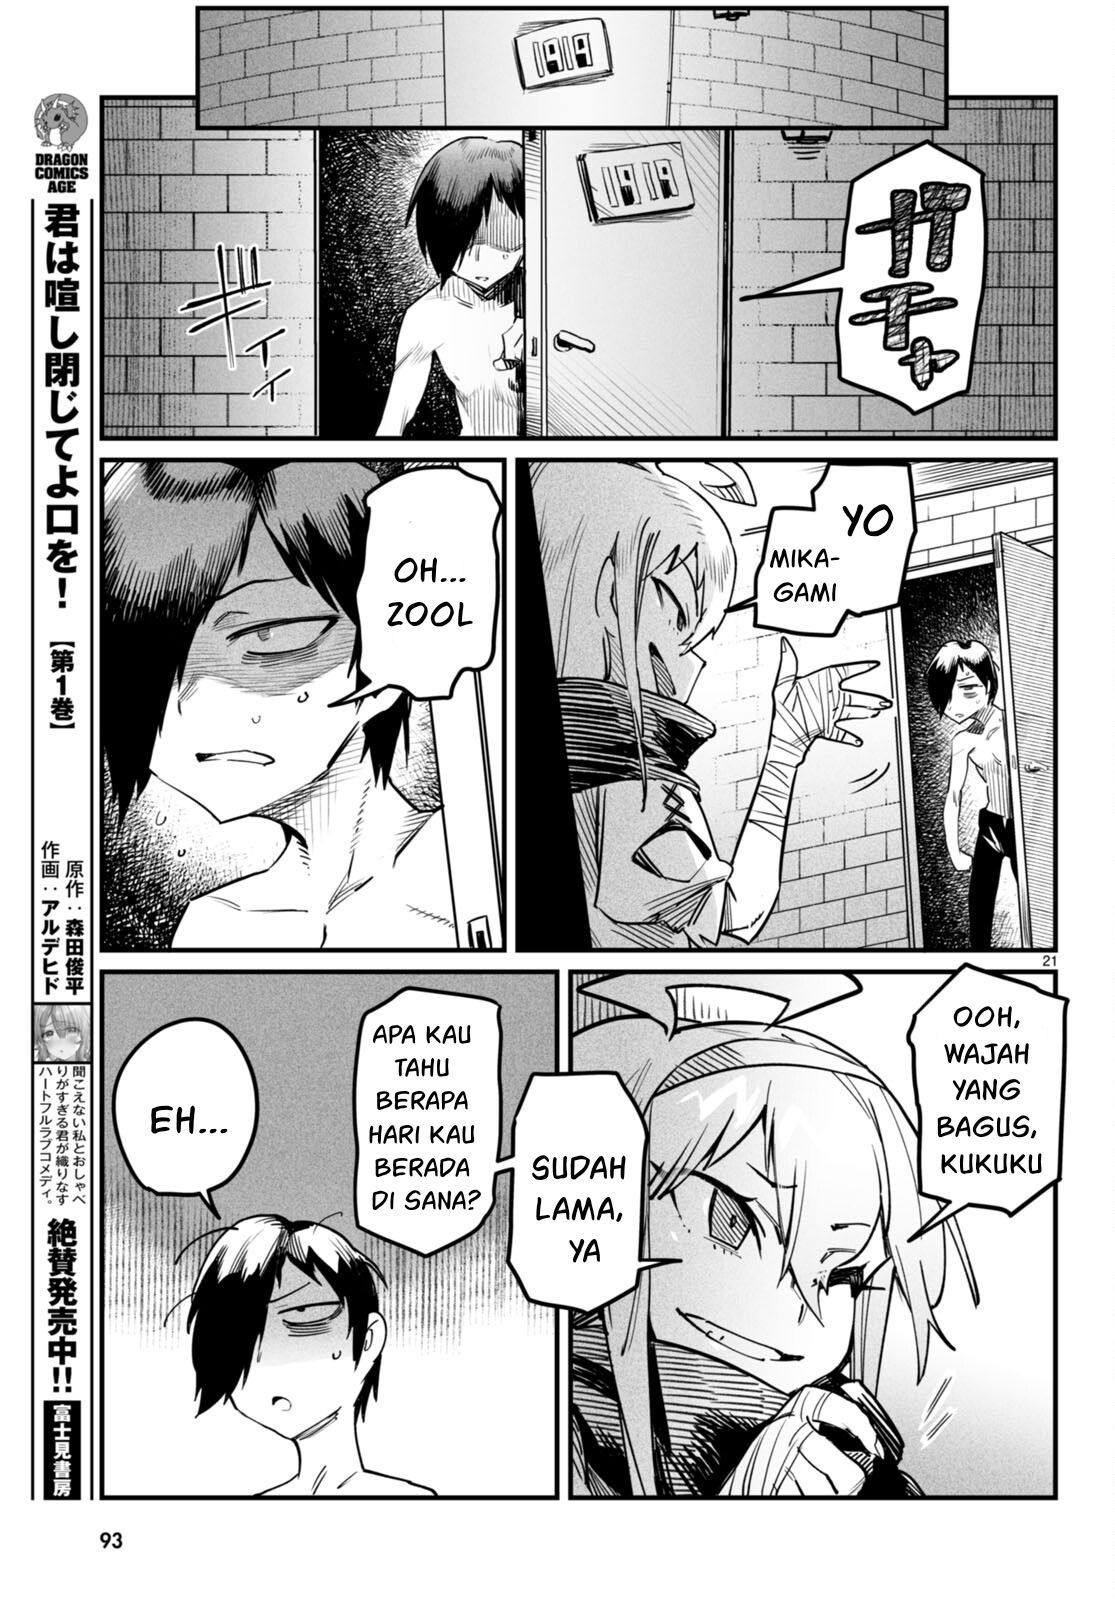 1919
1919
ガチャ
ギィィ
YO
MIKA-
GAMI
OH...
ZOOL
21
OOH,
WAJAH
YANG
BAGUS,
KUKUKU
SUDAH
LAMA,
YA
APA KAU
TAHU
BERAPA
HARI KAU
BERADA
DI SANA?
EH...
DRAGON
COMICS
AGE
君は喧し閉じてよ口を！【第1巻】
原作：森田俊平
作画：アルデヒド
聞こえない私とおしゃべ
りがすぎる君が織りなす
ハートフルラブコメディ。
絶賛発売中!!
富士見書房
93